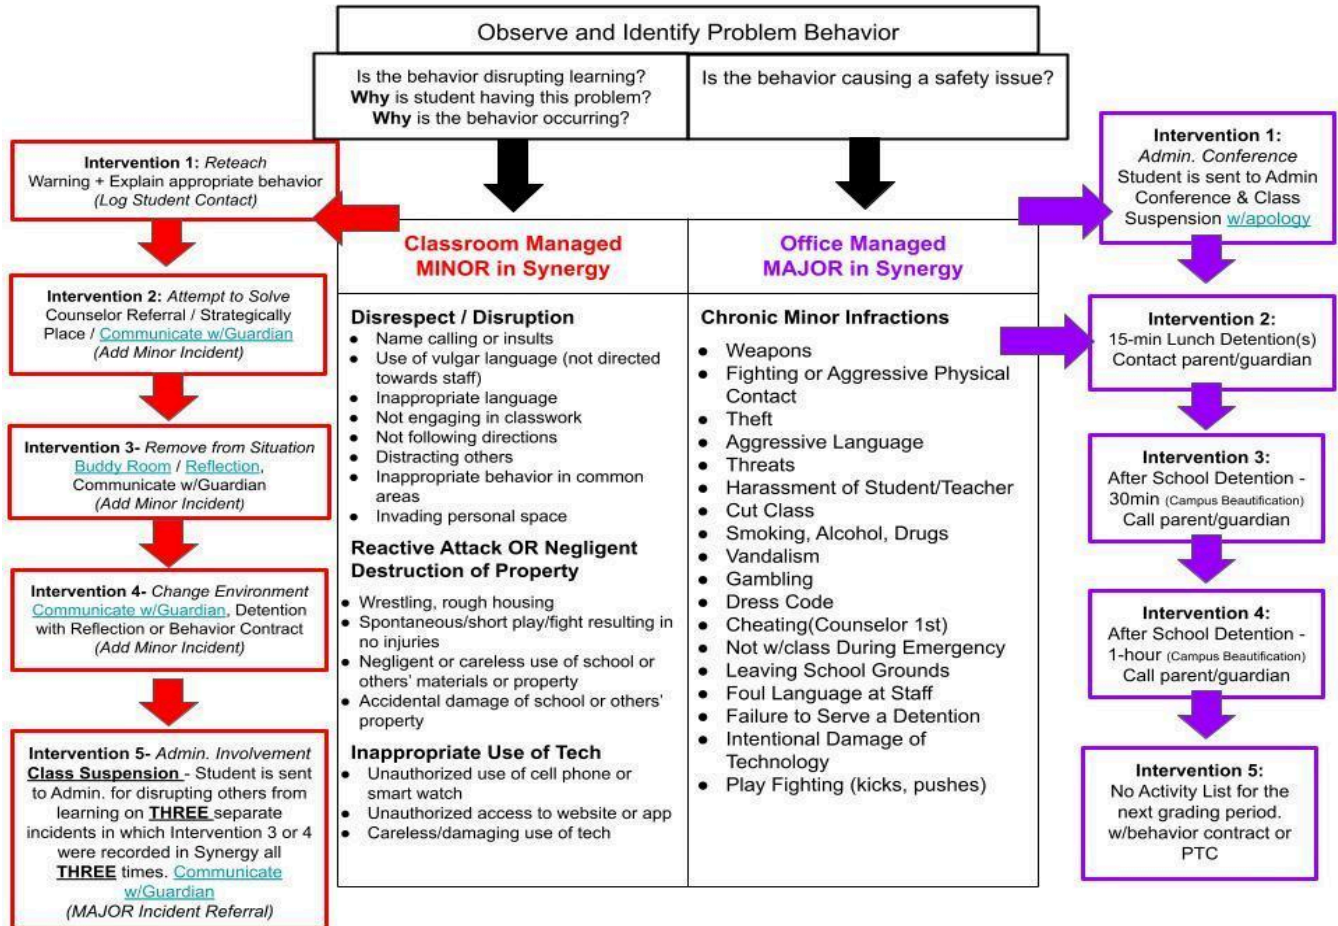 Observe and Identify Problem Behavior
Is the behavior disrupting learning?
Why is student having this problem?
Why is the behavior occurring?
Is the behavior causing a safety issue?
Intervention 1: Reteach
Warning + Explain appropriate behavior
(Log Student Contact)
Intervention 2: Attempt to Solve
Counselor Referral / Strategically
Place / Communicate w/Guardian
(Add Minor Incident)
Intervention 3- Remove from Situation
Buddy Room / Reflection,
Communicate w/Guardian
(Add Minor Incident)
Intervention 4- Change Environment
Communicate w/Guardian, Detention
with Reflection or Behavior Contract
(Add Minor Incident)
Intervention 5- Admin. Involvement
Class Suspension - Student is sent
to Admin. for disrupting others from
learning on THREE separate
incidents in which Intervention 3 or 4
were recorded in Synergy all
THREE times. Communicate
w/Guardian
(MAJOR Incident Referral)
Classroom Managed
MINOR in Synergy
Disrespect / Disruption
● Name calling or insults
● Use of vulgar language (not directed
towards staff)
● Inappropriate language
● Not engaging in classwork
● Not following directions
● Distracting others
● Inappropriate behavior in common
areas
● Invading personal space
Reactive Attack OR Negligent
Destruction of Property
● Wrestling, rough housing
● Spontaneous/short play/fight resulting in
no injuries
● Negligent or careless use of school or
others' materials or property
● Accidental damage of school or others'
property
Inappropriate Use of Tech
● Unauthorized use of cell phone or
smart watch
● Unauthorized access to website or app
● Careless/damaging use of tech
Office Managed
MAJOR in Synergy
Chronic Minor Infractions
● Weapons
● Fighting or Aggressive Physical
Contact
● Theft
● Aggressive Language
● Threats
● Harassment of Student/Teacher
● Cut Class
● Smoking, Alcohol, Drugs
● Vandalism
● Gambling
● Dress Code
● Cheating(Counselor 1st)
● Not w/class During Emergency
● Leaving School Grounds
● Foul Language at Staff
● Failure to Serve a Detention
● Intentional Damage of
Technology
● Play Fighting (kicks, pushes)
Intervention 1:
Admin. Conference
Student is sent to Admin
Conference & Class
Suspension w/apology
Intervention 2:
15-min Lunch Detention(s)
Contact parent/guardian
Intervention 3:
After School Detention -
30min (Campus Beautification)
Call parent/guardian
Intervention 4:
After School Detention -
1-hour (Campus Beautification)
Call parent/guardian
Intervention 5:
No Activity List for the
next grading period.
w/behavior contract or
PTC